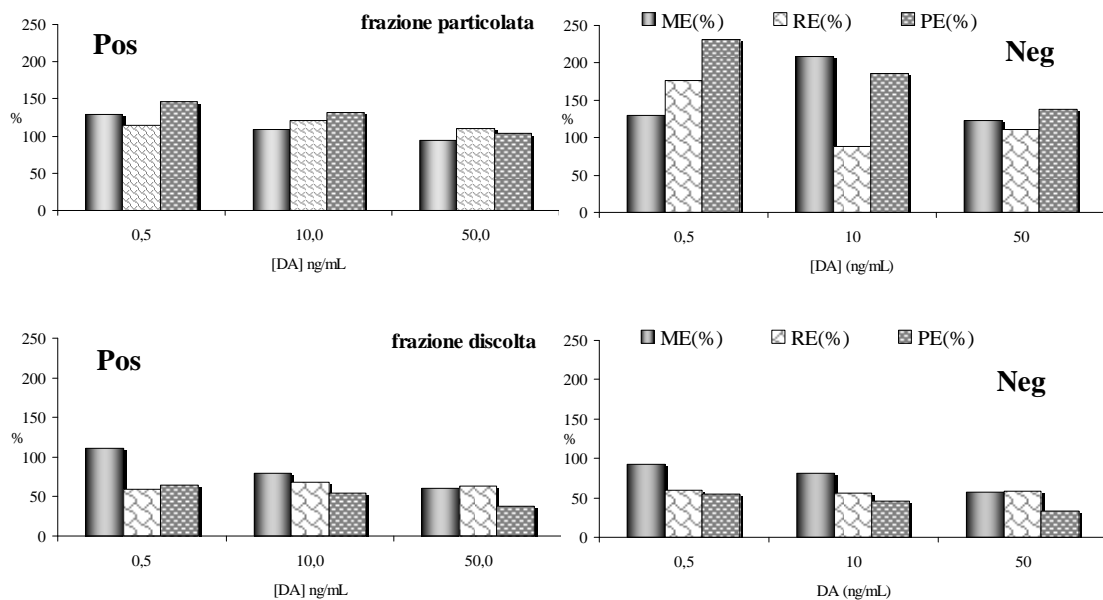 frazione particolata
Pos
250
200
150
%
100
50
0
0,5 10,0 50,0
[DA] ng/mL
ME(%) RE(%) PE(%)
Neg
250
200
150
%
100
50
0
0,5 10 50
[DA] (ng/mL)
frazione discolta
Pos
250
200
150
%
100
50
0
0,5 10,0 50,0
[DA] ng/mL
ME(%) RE(%) PE(%)
Neg
250
200
150
%
100
50
0
0,5 10 50
DA (ng/mL)